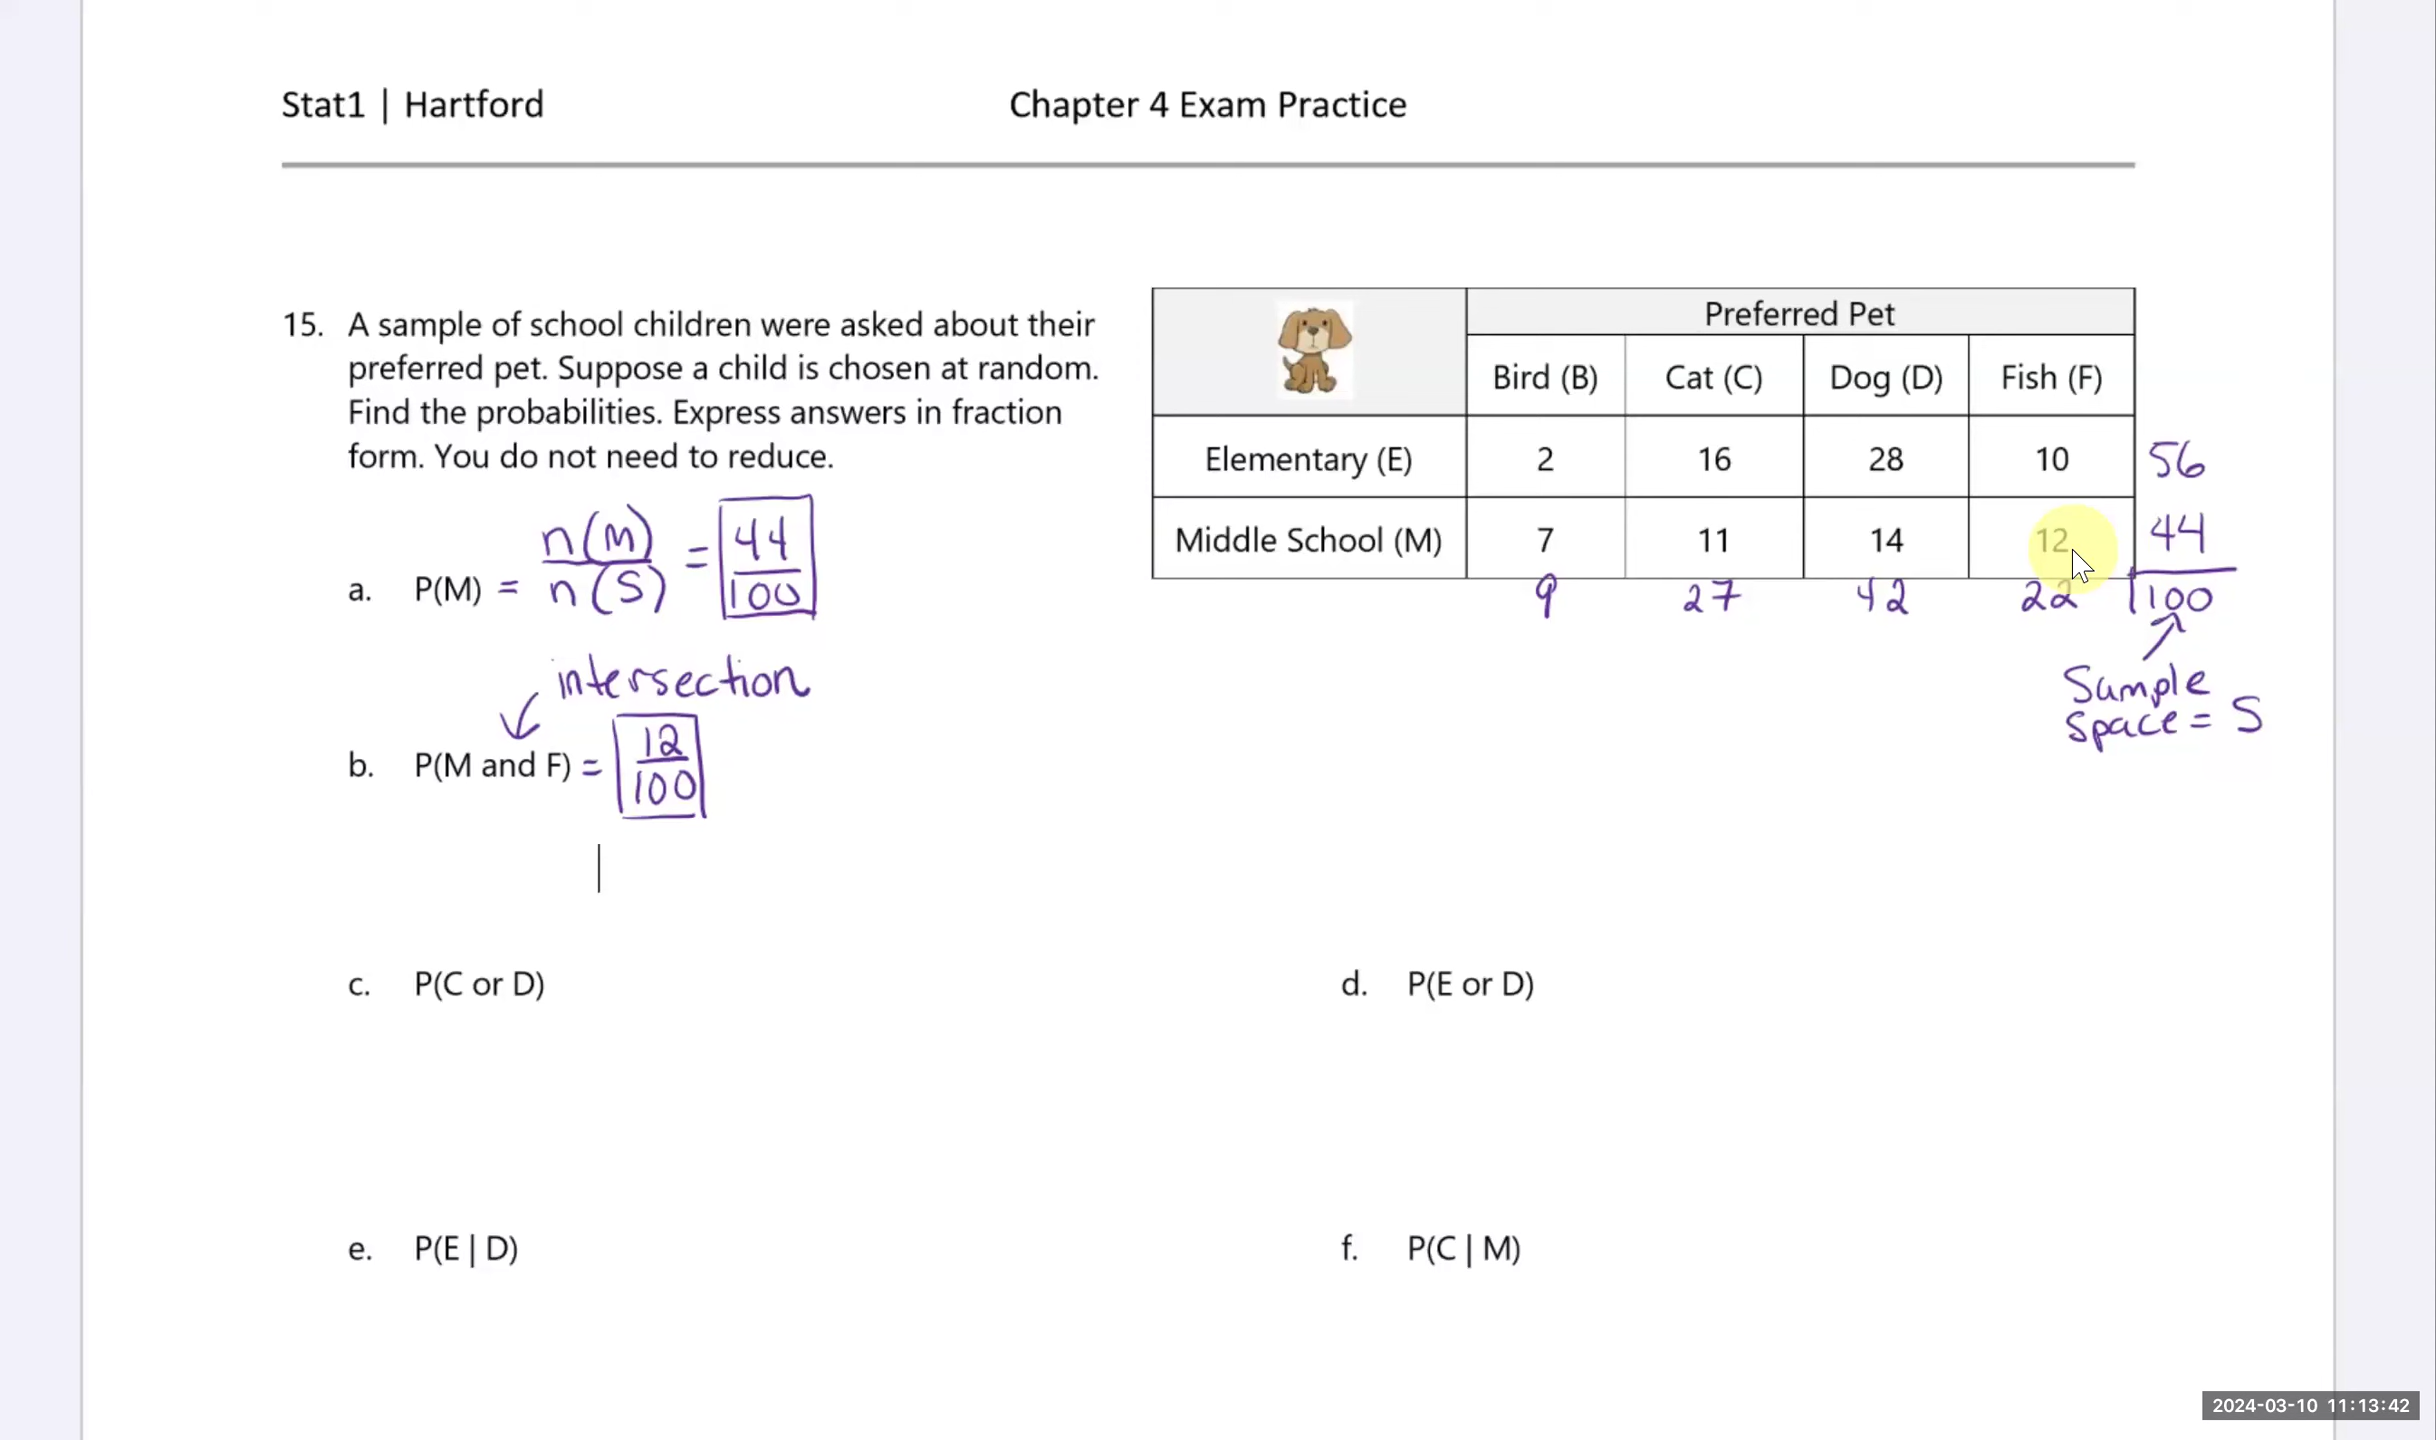 Stat1 | Hartford
Chapter 4 Exam Practice
15. A sample of school children were asked about their
preferred pet. Suppose a child is chosen at random.
Find the probabilities. Express answers in fraction
form. You do not need to reduce.
Preferred Pet
Bird (B) Cat (C) Dog (D) Fish (F)
Elementary (E) 2 16 28 10 56
Middle School (M) 7 11 14 12 44
9 27 42 22 100
Sample
space = S
a. P(M) = n(M) / n(S) = 44 / 100
intersection
b. P(M and F) = 12 / 100
c. P(C or D)
d. P(E or D)
e. P(E | D)
f. P(C | M)
2024-03-10 11:13:42